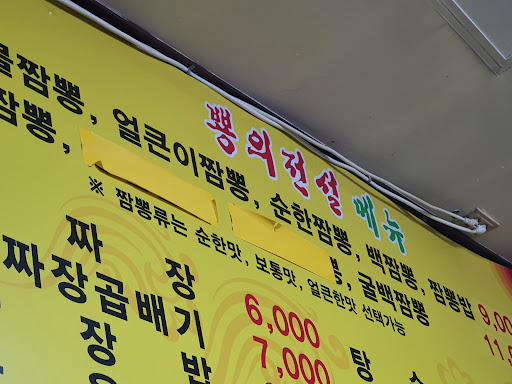 뽕의전설 메뉴
물짬뽕, 얼큰이짬뽕, 순한짬뽕, 백짬뽕, 짬뽕밥 9,00
짬뽕, 뽕, 굴백짬뽕 11,
※ 짬뽕류는 순한맛, 보통맛, 얼큰한맛 선택가능
짜 장 6,000
짜장곱배기 7,000
장 밥
탕 수